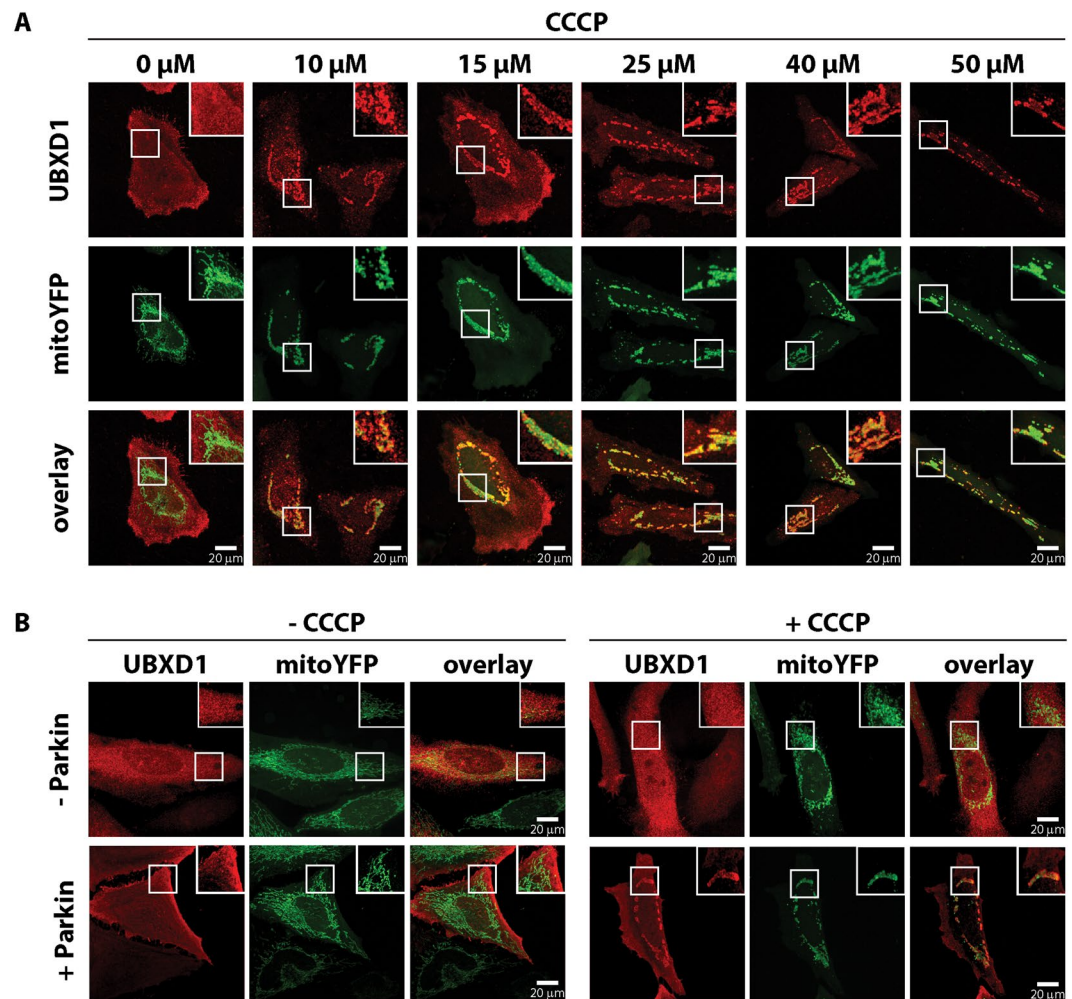 A
CCCP
0 µM 10 µM 15 µM 25 µM 40 µM 50 µM
UBXD1
mitoYFP
overlay
20 µm 20 µm 20 µm 20 µm 20 µm 20 µm
B
- CCCP + CCCP
UBXD1 mitoYFP overlay UBXD1 mitoYFP overlay
- Parkin
20 µm 20 µm
+ Parkin
20 µm 20 µm